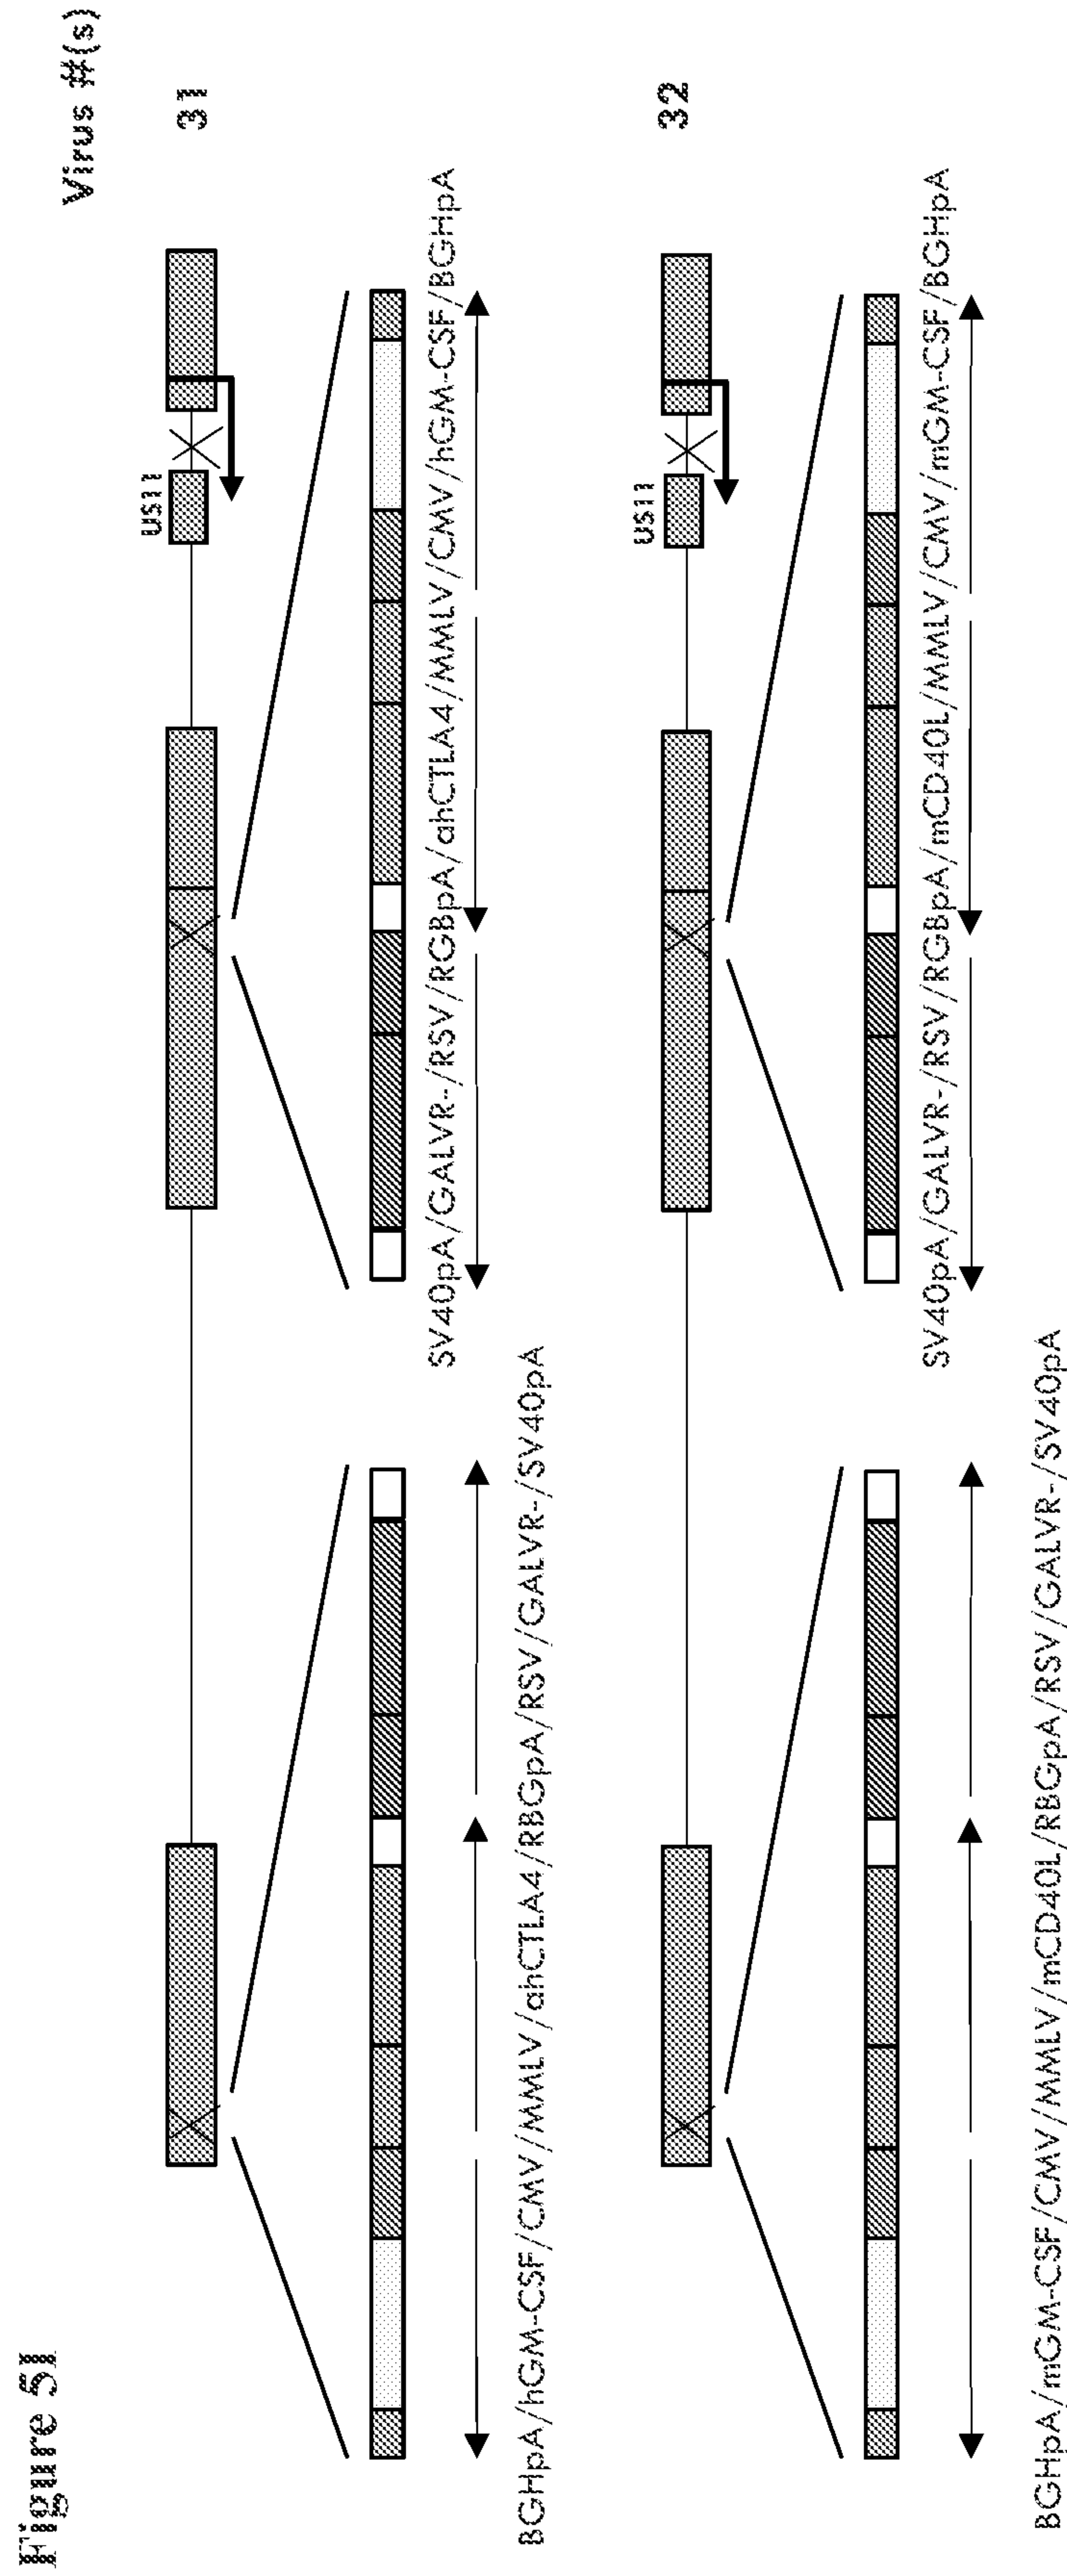 Figure 5I
Virus #(s)
31
US11
SV40pA/GALVR--/RSV/RGBpA/ahCTLA4/MMLV/CMV/hGM-CSF/BGHpA
BGHpA/hGM-CSF/CMV/MMLV/ahCTLA4/RBGpA/RSV/GALVR-/SV40pA
32
US11
SV40pA/GALVR-/RSV/RGBpA/mCD40L/MMLV/CMV/mGM-CSF/BGHpA
BGHpA/mGM-CSF/CMV/MMLV/mCD40L/RBGpA/RSV/GALVR-/SV40pA